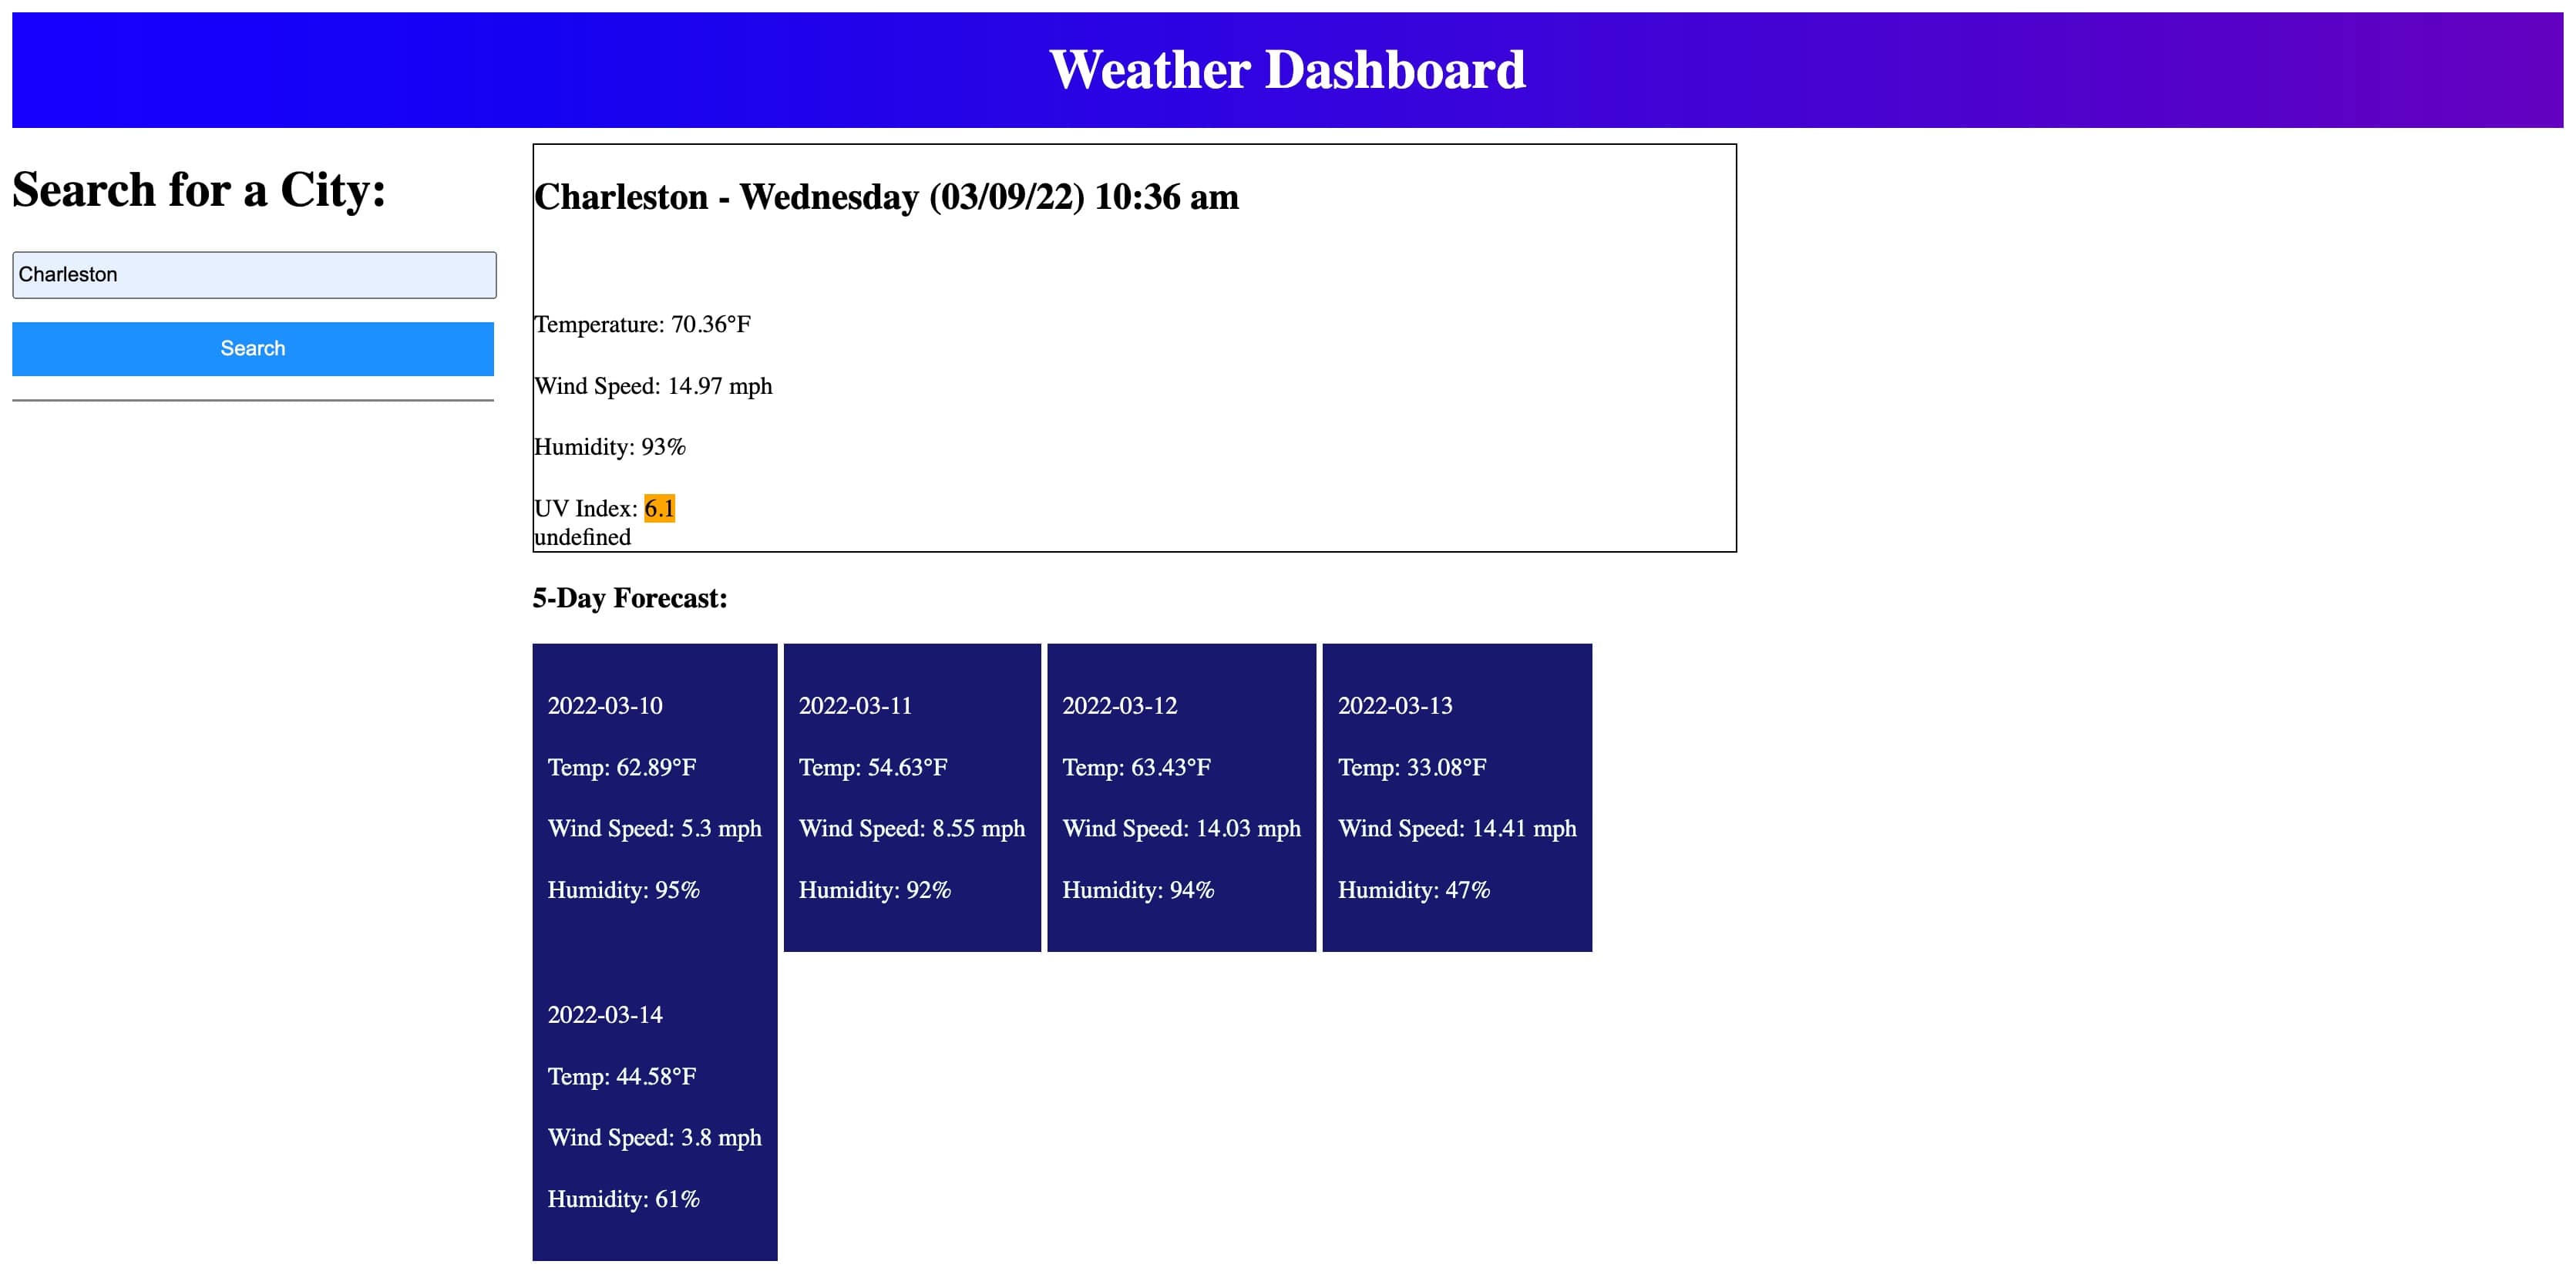 Weather Dashboard
Search for a City:
Charleston
Search
Charleston - Wednesday (03/09/22) 10:36 am
Temperature: 70.36°F
Wind Speed: 14.97 mph
Humidity: 93%
UV Index: 6.1
undefined
5-Day Forecast:
2022-03-10
Temp: 62.89°F
Wind Speed: 5.3 mph
Humidity: 95%
2022-03-11
Temp: 54.63°F
Wind Speed: 8.55 mph
Humidity: 92%
2022-03-12
Temp: 63.43°F
Wind Speed: 14.03 mph
Humidity: 94%
2022-03-13
Temp: 33.08°F
Wind Speed: 14.41 mph
Humidity: 47%
2022-03-14
Temp: 44.58°F
Wind Speed: 3.8 mph
Humidity: 61%